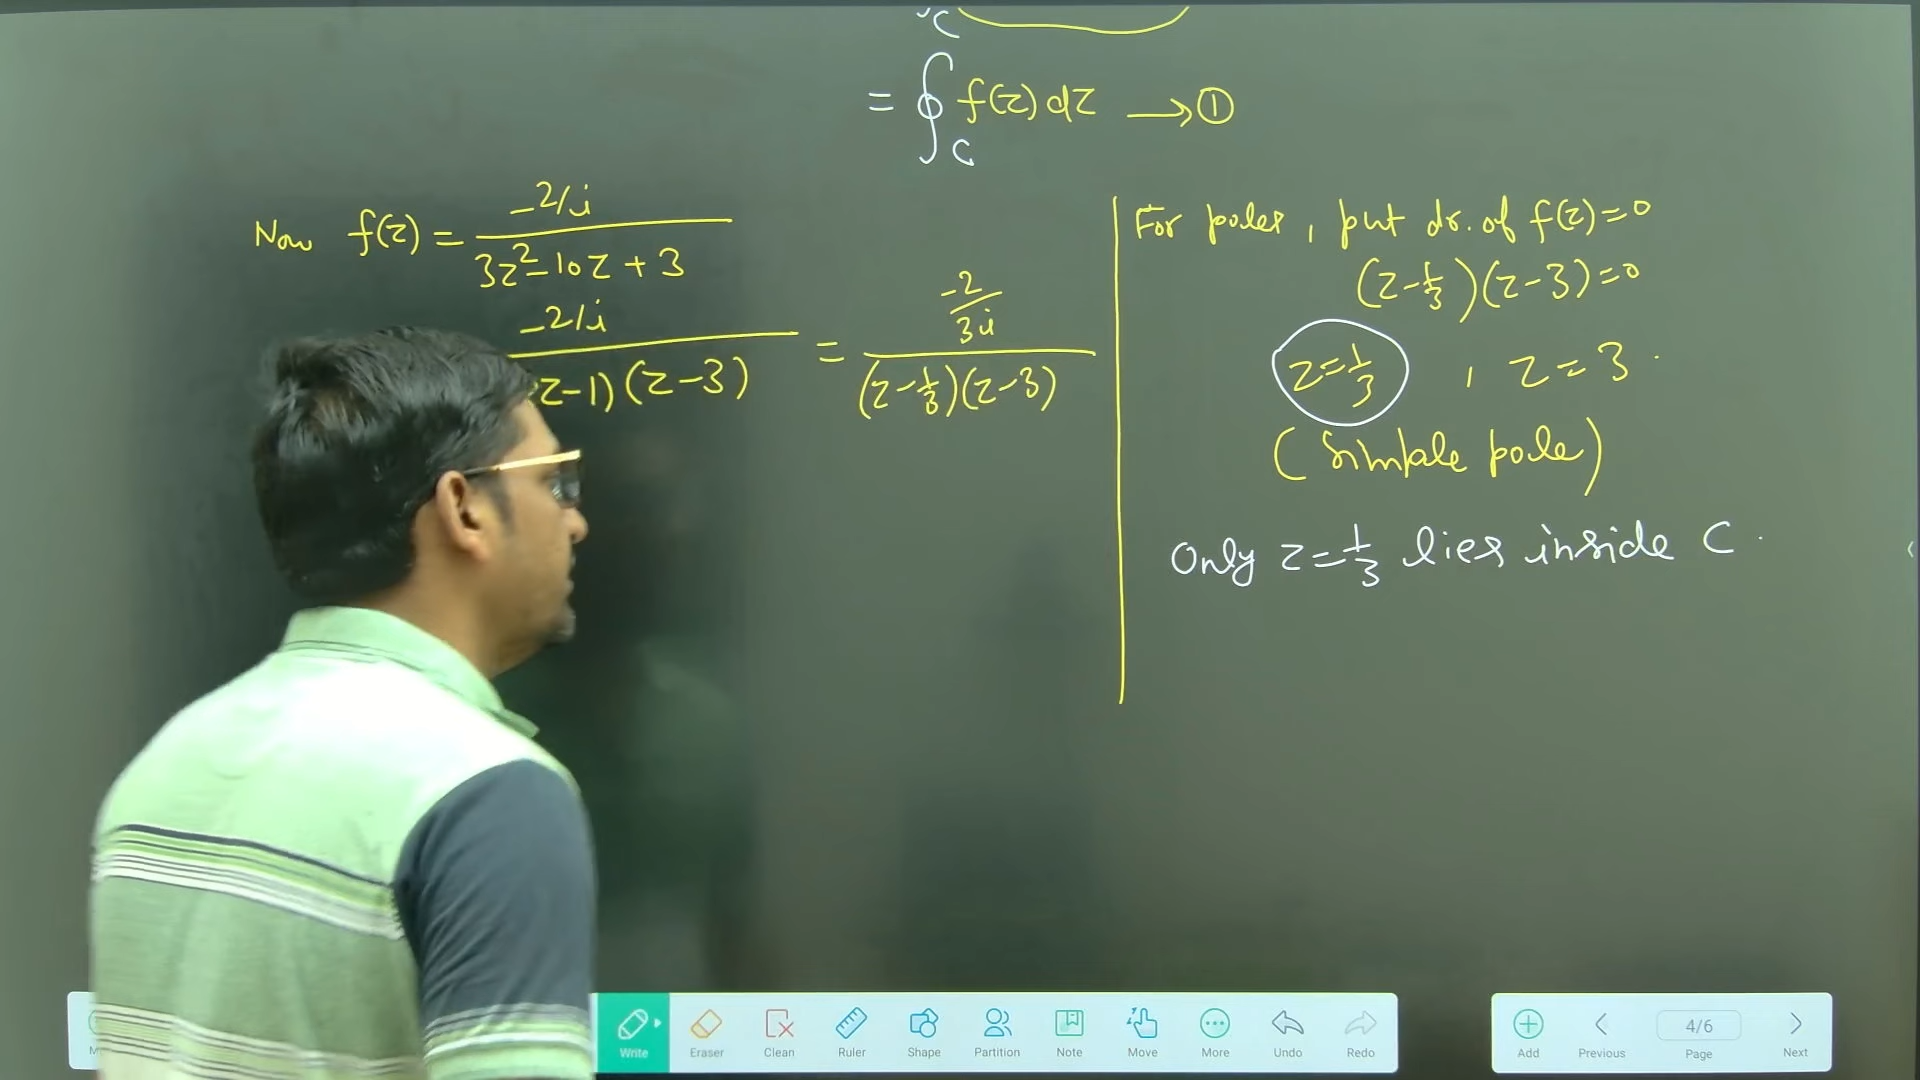 C
= ∮_C f(z) dz → ①
Now f(z) = (-2/i) / (3z² - 10z + 3)
(-2/i) / (z-1)(z-3) = (-2/3i) / ((z-1/3)(z-3))
For poles, put dr. of f(z)=0
(z-1/3)(z-3)=0
z=1/3 , z=3.
(Simple pole)
Only z=1/3 lies inside C.
Write Eraser Clean Ruler Shape Partition Note Move More Undo Redo
Add Previous 4/6 Page Next